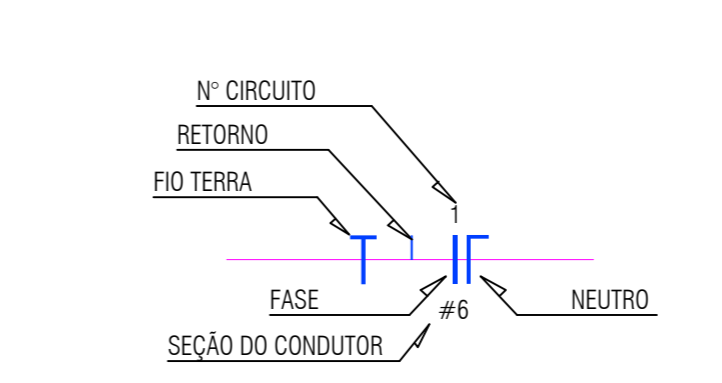 N° CIRCUITO
RETORNO
FIO TERRA
1
FASE
#6
NEUTRO
SEÇÃO DO CONDUTOR